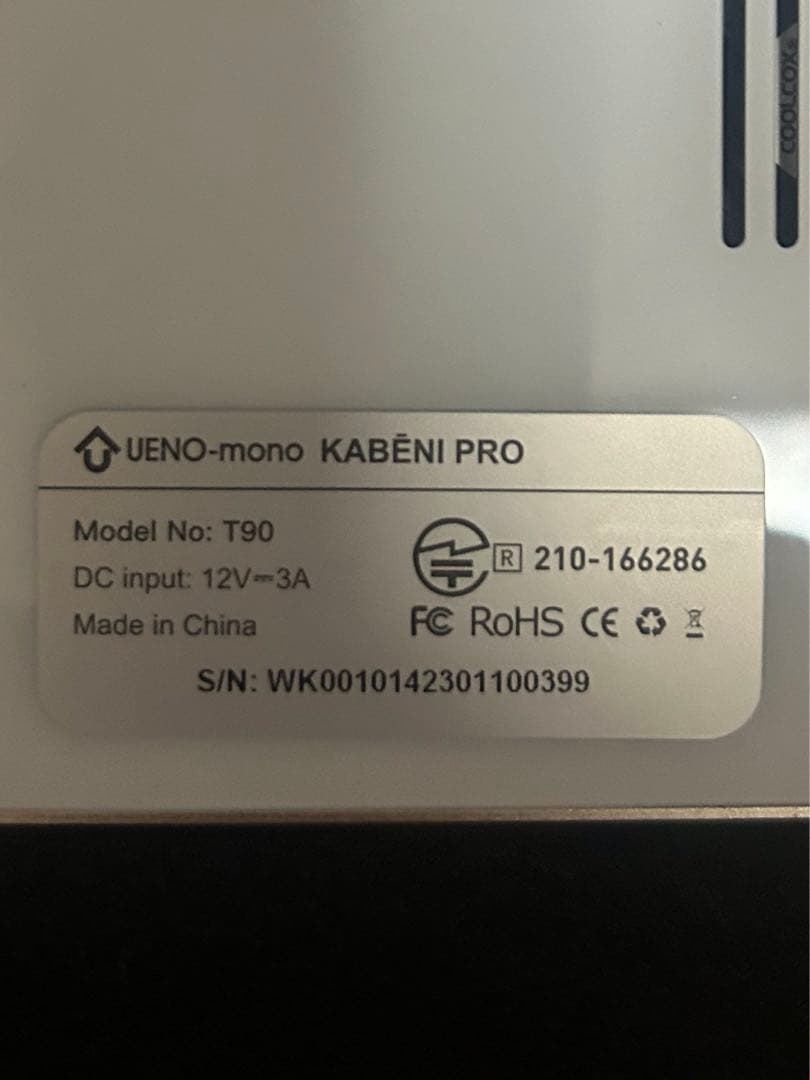 COOLCOX
UENO-mono KABĒNI PRO
Model No: T90
DC input: 12V⎓3A
Made in China
R 210-166286
FC RoHS CE
S/N: WK0010142301100399